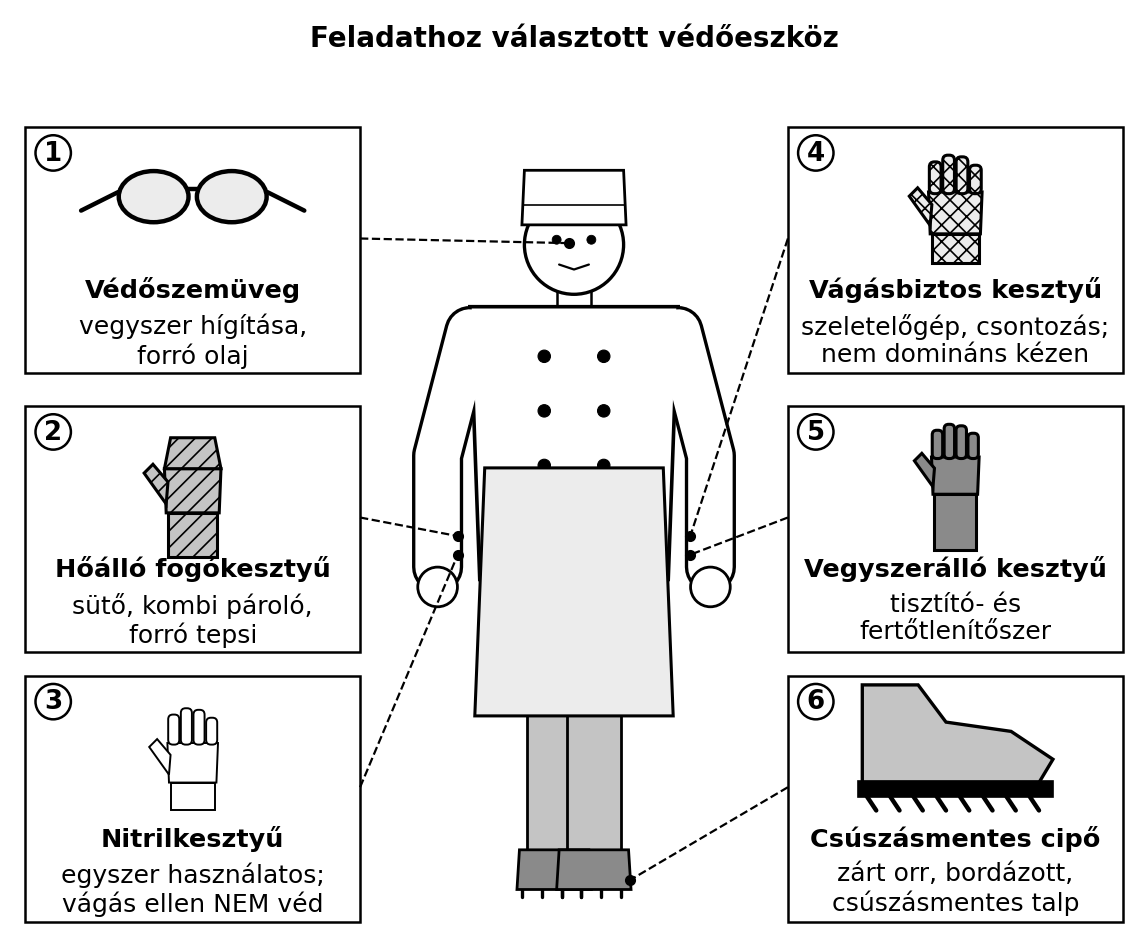 Feladathoz választott védőeszköz
1
Védőszemüveg
vegyszer hígítása,
forró olaj
2
Hőálló fogókesztyű
sütő, kombi pároló,
forró tepsi
3
Nitrilkesztyű
egyszer használatos;
vágás ellen NEM véd
4
Vágásbiztos kesztyű
szeletelőgép, csontozás;
nem domináns kézen
5
Vegyszerálló kesztyű
tisztító- és
fertőtlenítőszer
6
Csúszásmentes cipő
zárt orr, bordázott,
csúszásmentes talp